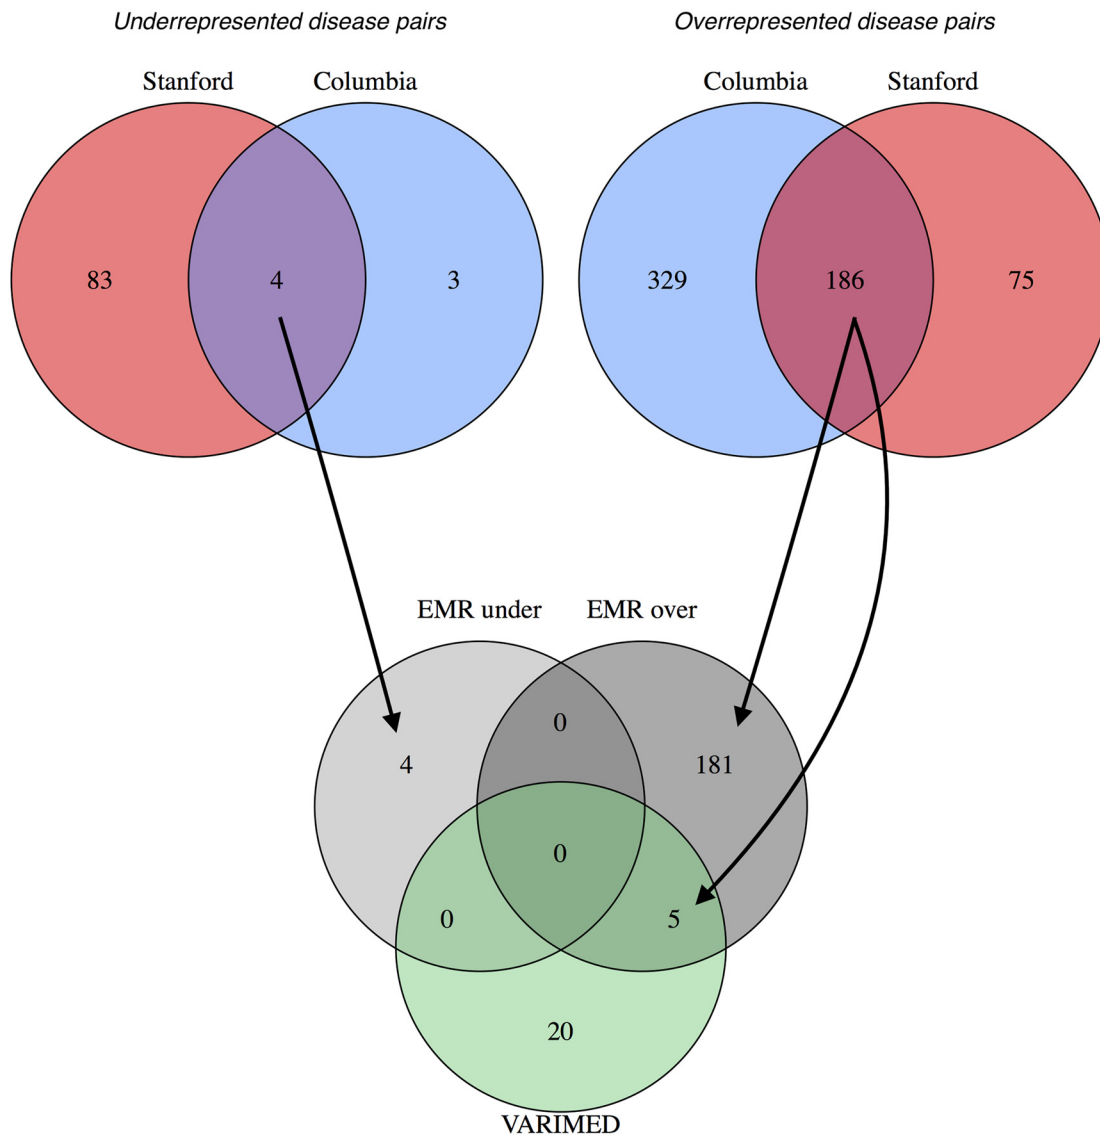 Underrepresented disease pairs
Overrepresented disease pairs
Stanford
Columbia
Columbia
Stanford
83
4
3
329
186
75
EMR under
EMR over
0
4
181
0
0
5
20
VARIMED